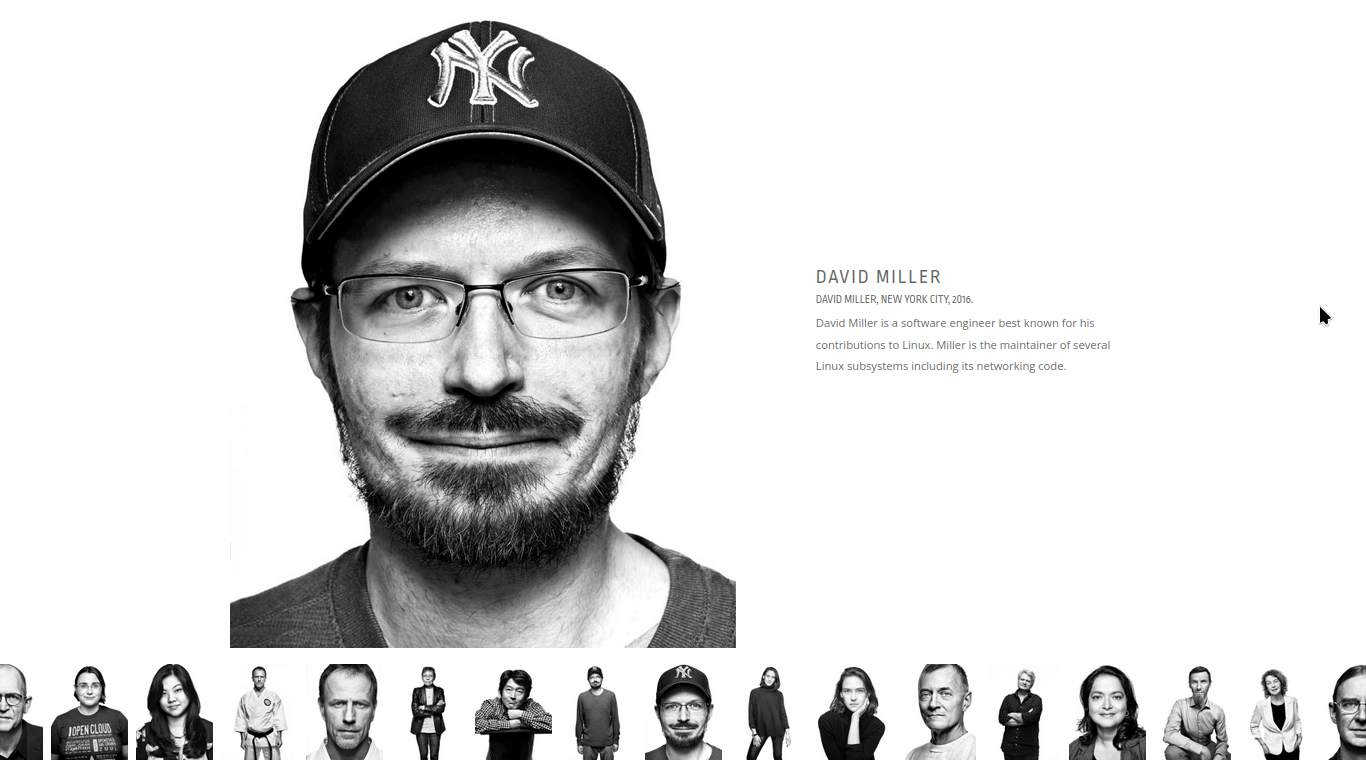 NY
DAVID MILLER
DAVID MILLER, NEW YORK CITY, 2016.
David Miller is a software engineer best known for his
contributions to Linux. Miller is the maintainer of several
Linux subsystems including its networking code.
OPEN CLOUD